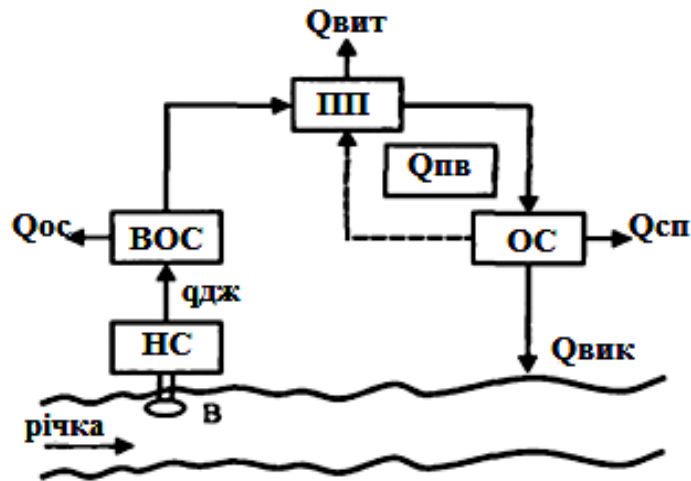 Qвит
ПП
Qпв
Qос
ВОС
ОС
Qсп
qдж
НС
Qвик
В
річка